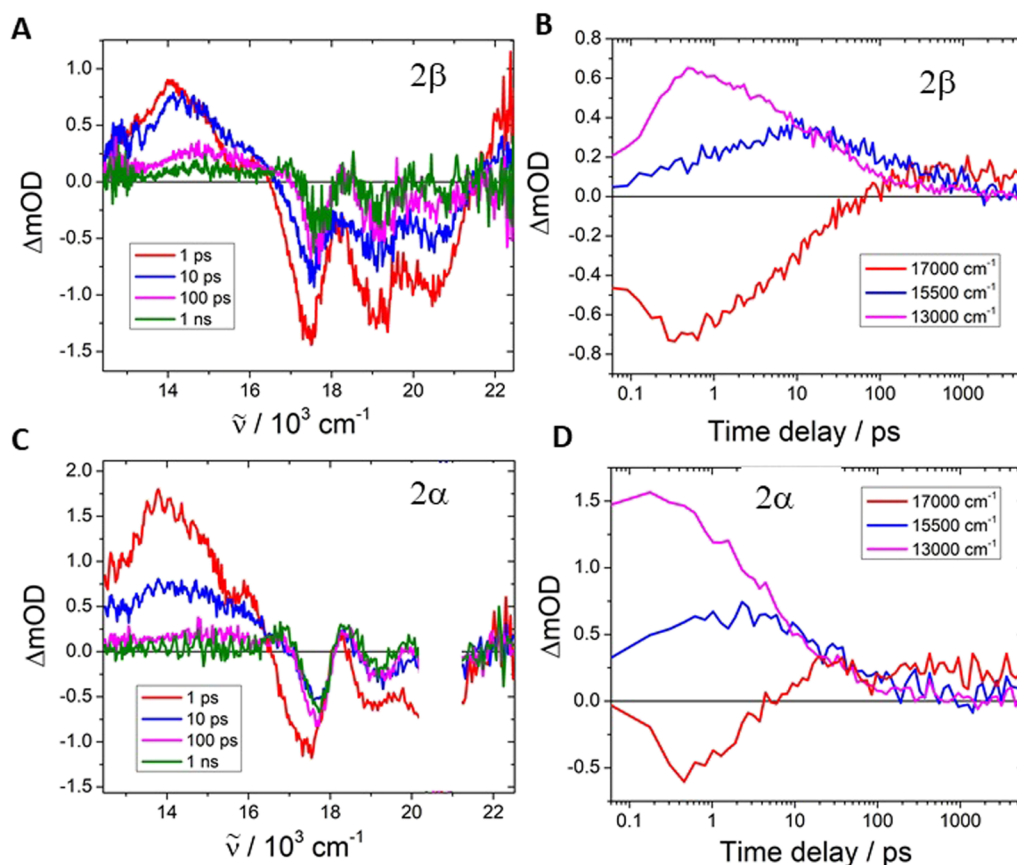 A
2β
1.0
0.5
0.0
-0.5
-1.0
-1.5
ΔmOD
1 ps
10 ps
100 ps
1 ns
14 16 18 20 22
ṽ / 10³ cm⁻¹
B
2β
0.8
0.6
0.4
0.2
0.0
-0.2
-0.4
-0.6
-0.8
ΔmOD
17000 cm⁻¹
15500 cm⁻¹
13000 cm⁻¹
0.1 1 10 100 1000
Time delay / ps
C
2α
2.0
1.5
1.0
0.5
0.0
-0.5
-1.0
-1.5
ΔmOD
1 ps
10 ps
100 ps
1 ns
14 16 18 20 22
ṽ / 10³ cm⁻¹
D
2α
1.5
1.0
0.5
0.0
-0.5
ΔmOD
17000 cm⁻¹
15500 cm⁻¹
13000 cm⁻¹
0.1 1 10 100 1000
Time delay / ps